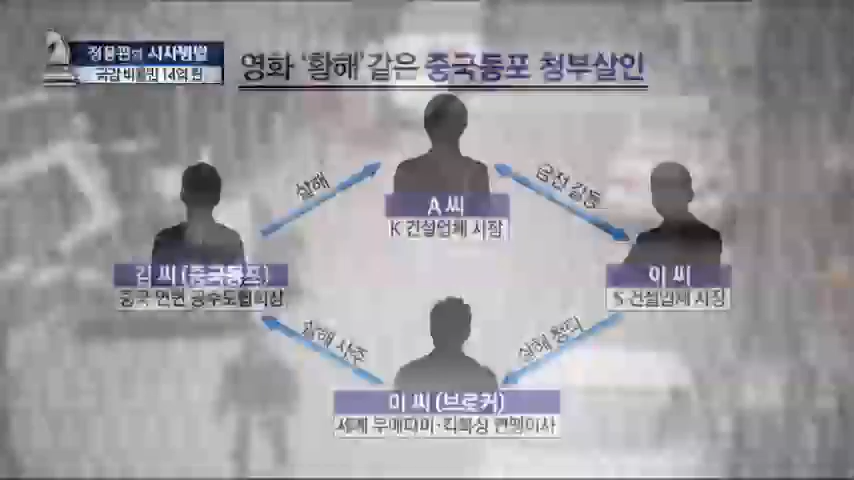 정용관의 시사병법
영화 '황해'같은 중국동포 청부살인
살해
금전 갈등
A 씨
K 건설업체 사장
김 씨 (중국동포)
중국 연변 공수도협회장
이 씨
S 건설업체 사장
살해 사주
살해 청탁
이 씨 (브로커)
세계 무에타이·킥복싱 연맹이사